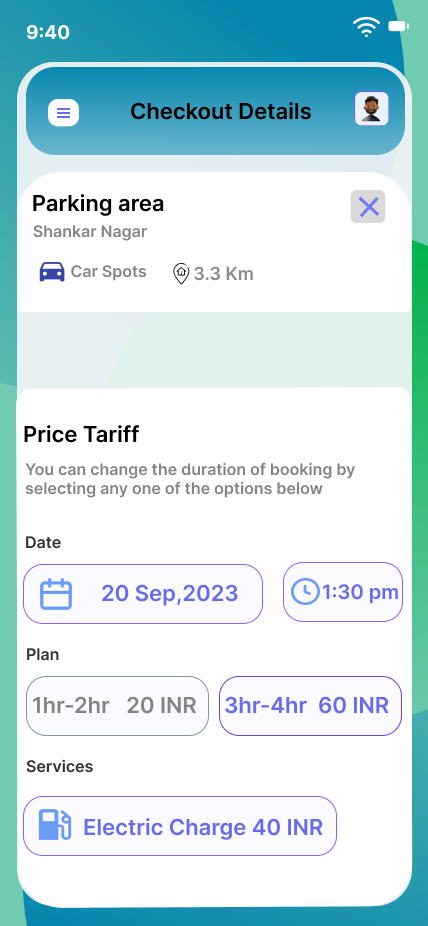 9:40
Checkout Details
Parking area
Shankar Nagar
Car Spots 3.3 Km
Price Tariff
You can change the duration of booking by
selecting any one of the options below
Date
20 Sep,2023 1:30 pm
Plan
1hr-2hr 20 INR 3hr-4hr 60 INR
Services
Electric Charge 40 INR